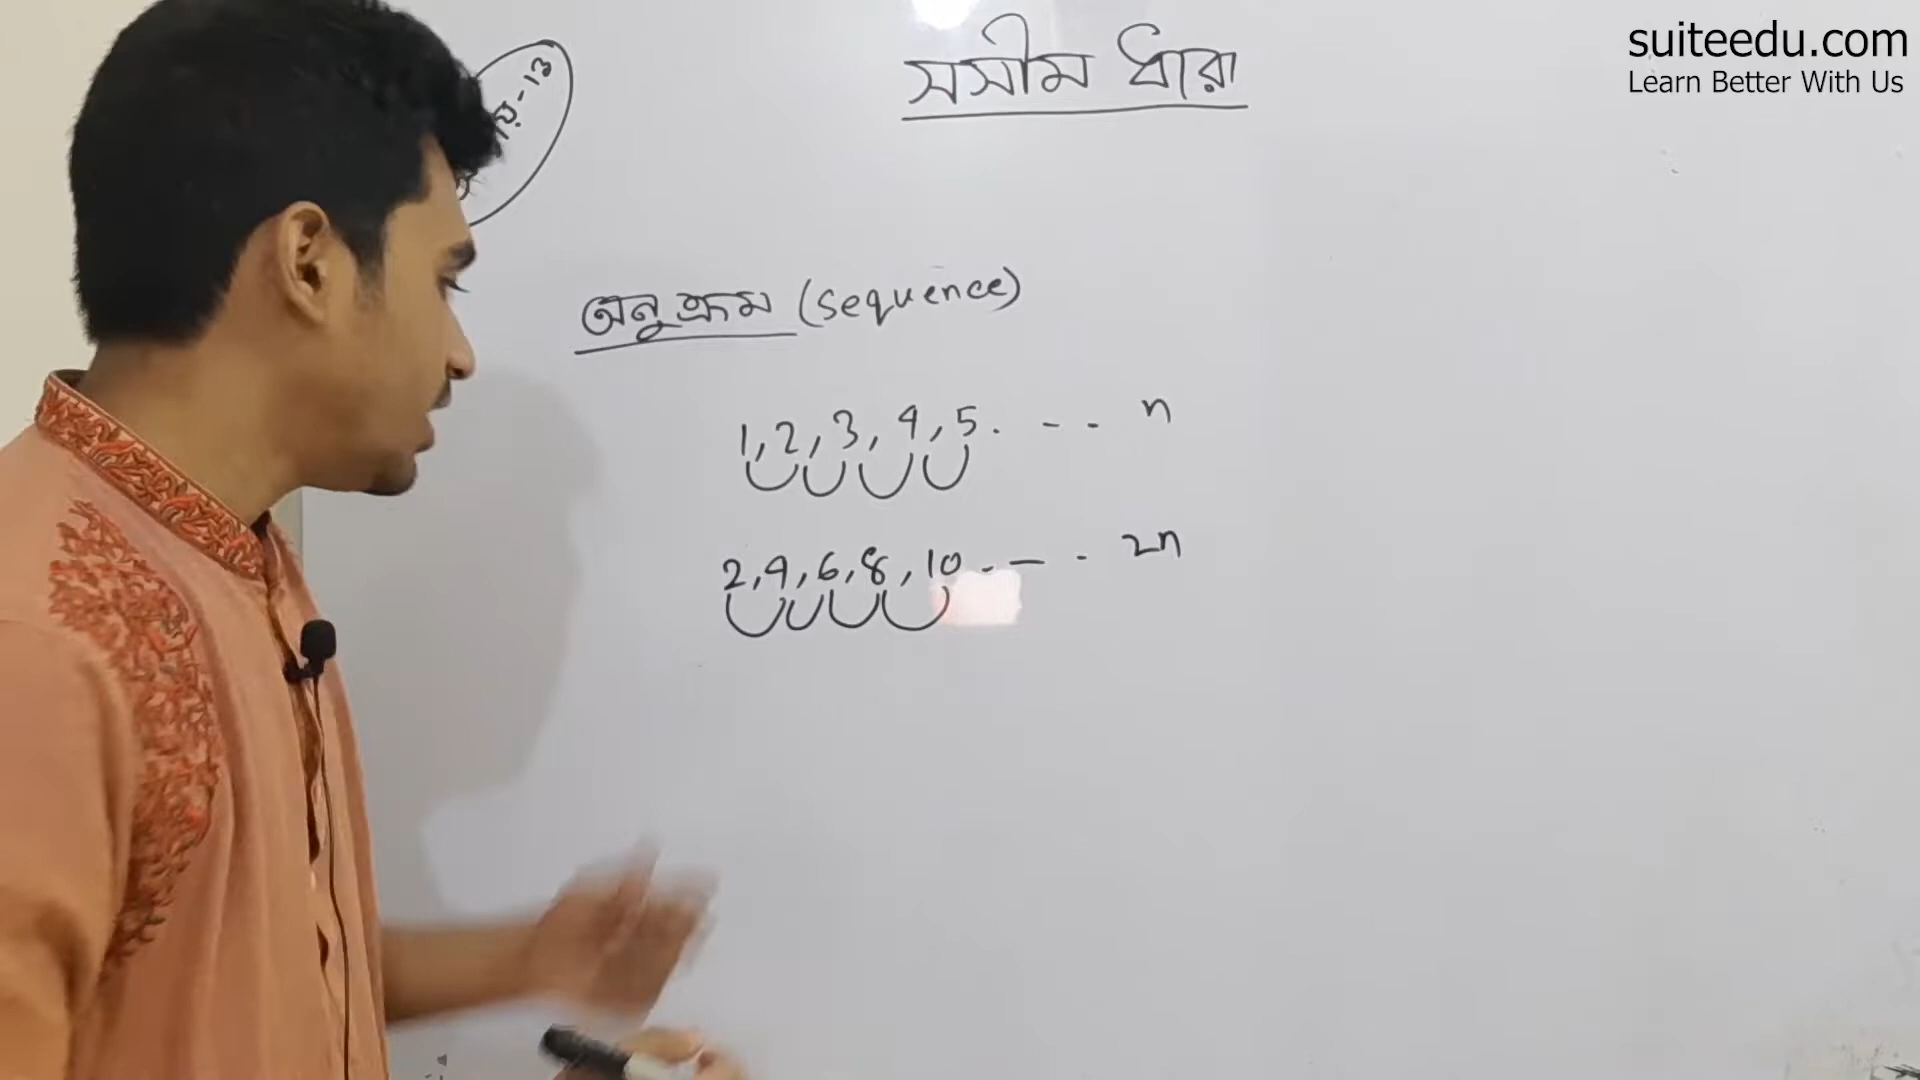 suiteedu.com
Learn Better With Us
সসীম ধারা
-১৩
অনুক্রম (sequence)
1, 2, 3, 4, 5. - - n
2, 4, 6, 8, 10 . - . 2n